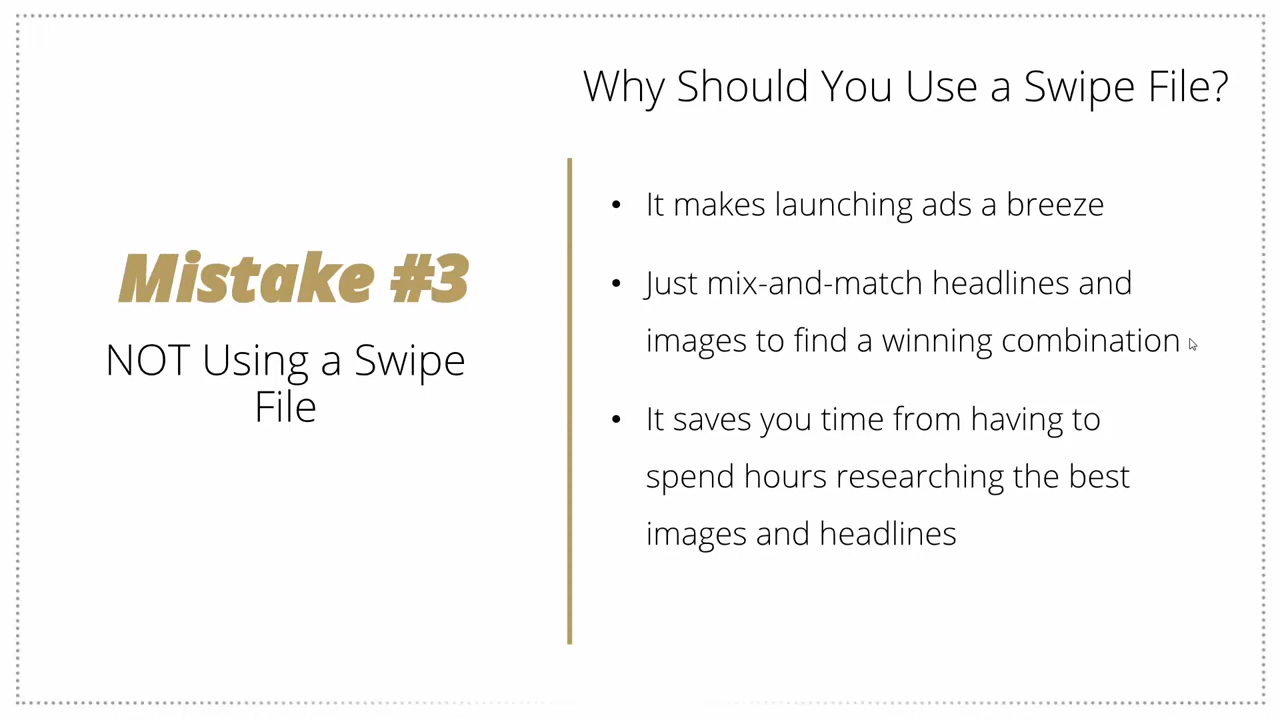 Mistake #3
NOT Using a Swipe
File
Why Should You Use a Swipe File?
• It makes launching ads a breeze
• Just mix-and-match headlines and
images to find a winning combination
• It saves you time from having to
spend hours researching the best
images and headlines